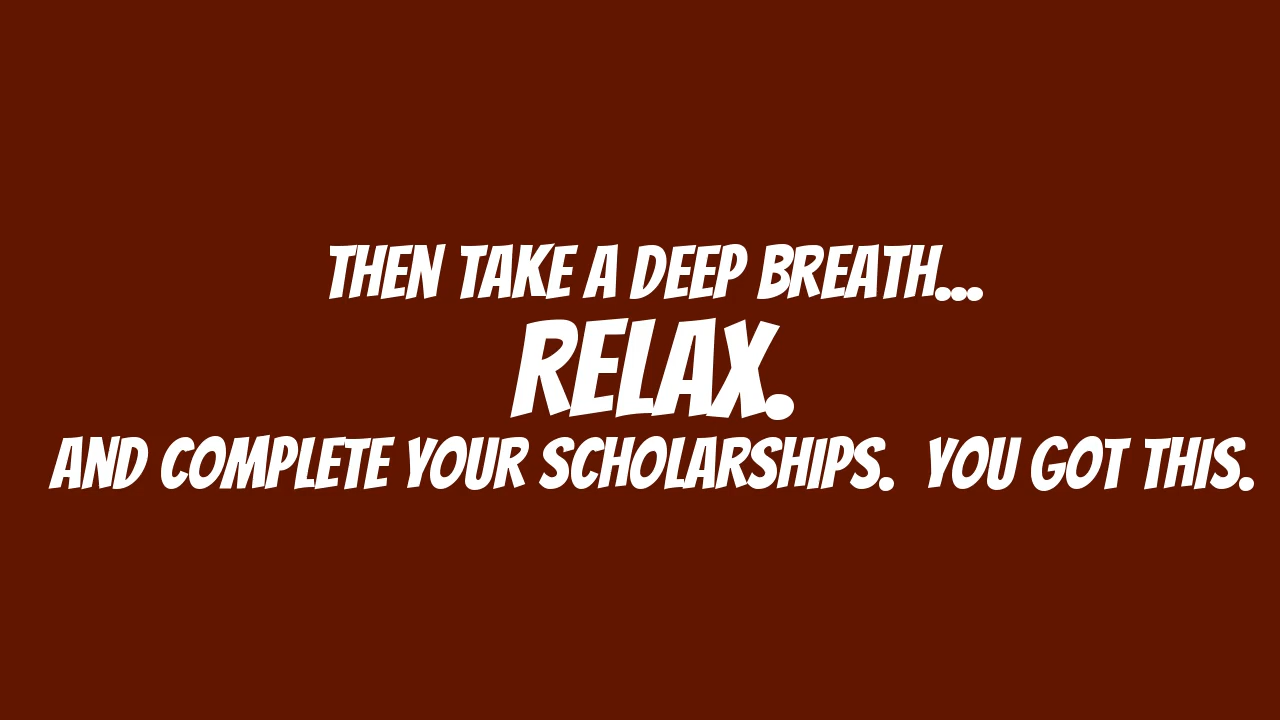 THEN TAKE A DEEP BREATH...
RELAX.
AND COMPLETE YOUR SCHOLARSHIPS.  YOU GOT THIS.